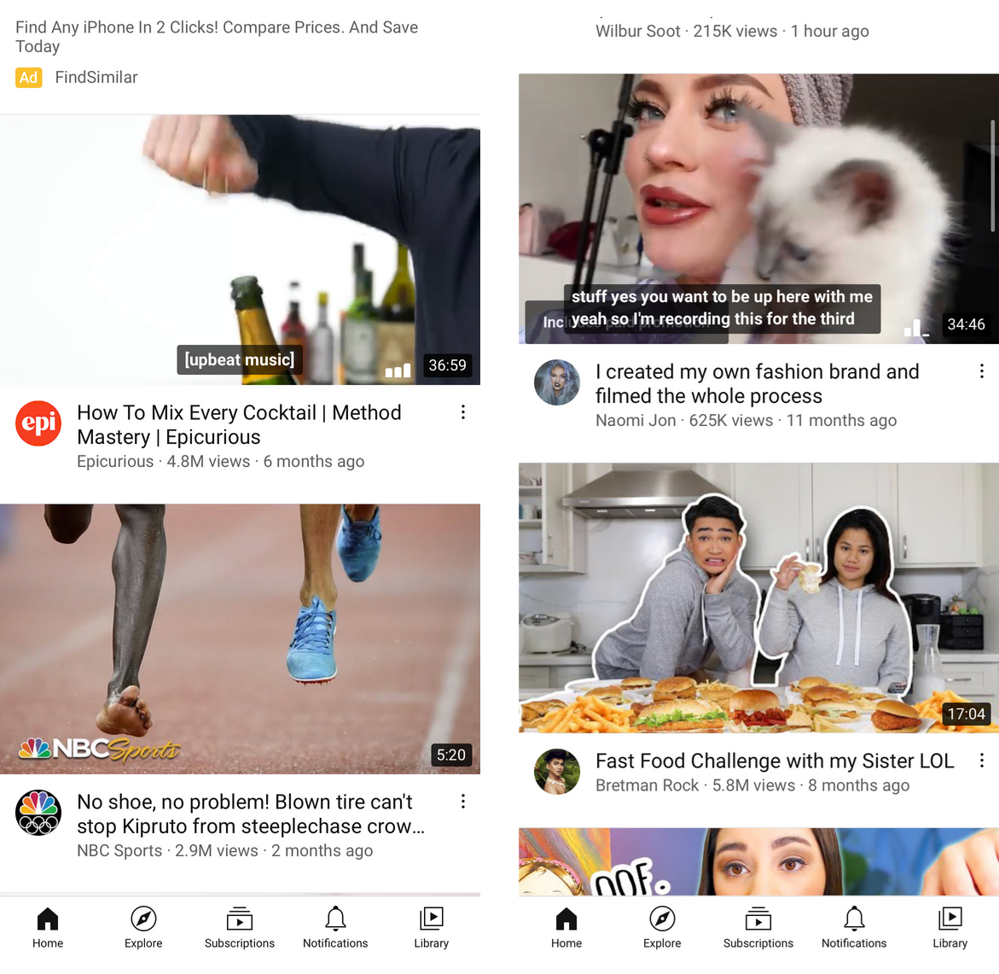 Find Any iPhone In 2 Clicks! Compare Prices. And Save
Today
Ad FindSimilar
[upbeat music]
36:59
epi
How To Mix Every Cocktail | Method
Mastery | Epicurious
Epicurious · 4.8M views · 6 months ago
NBC Sports
5:20
No shoe, no problem! Blown tire can't
stop Kipruto from steeplechase crow...
NBC Sports · 2.9M views · 2 months ago
Home Explore Subscriptions Notifications Library
Wilbur Soot · 215K views · 1 hour ago
stuff yes you want to be up here with me
yeah so I'm recording this for the third
34:46
I created my own fashion brand and
filmed the whole process
Naomi Jon · 625K views · 11 months ago
17:04
Fast Food Challenge with my Sister LOL
Bretman Rock · 5.8M views · 8 months ago
OOF.
Home Explore Subscriptions Notifications Library